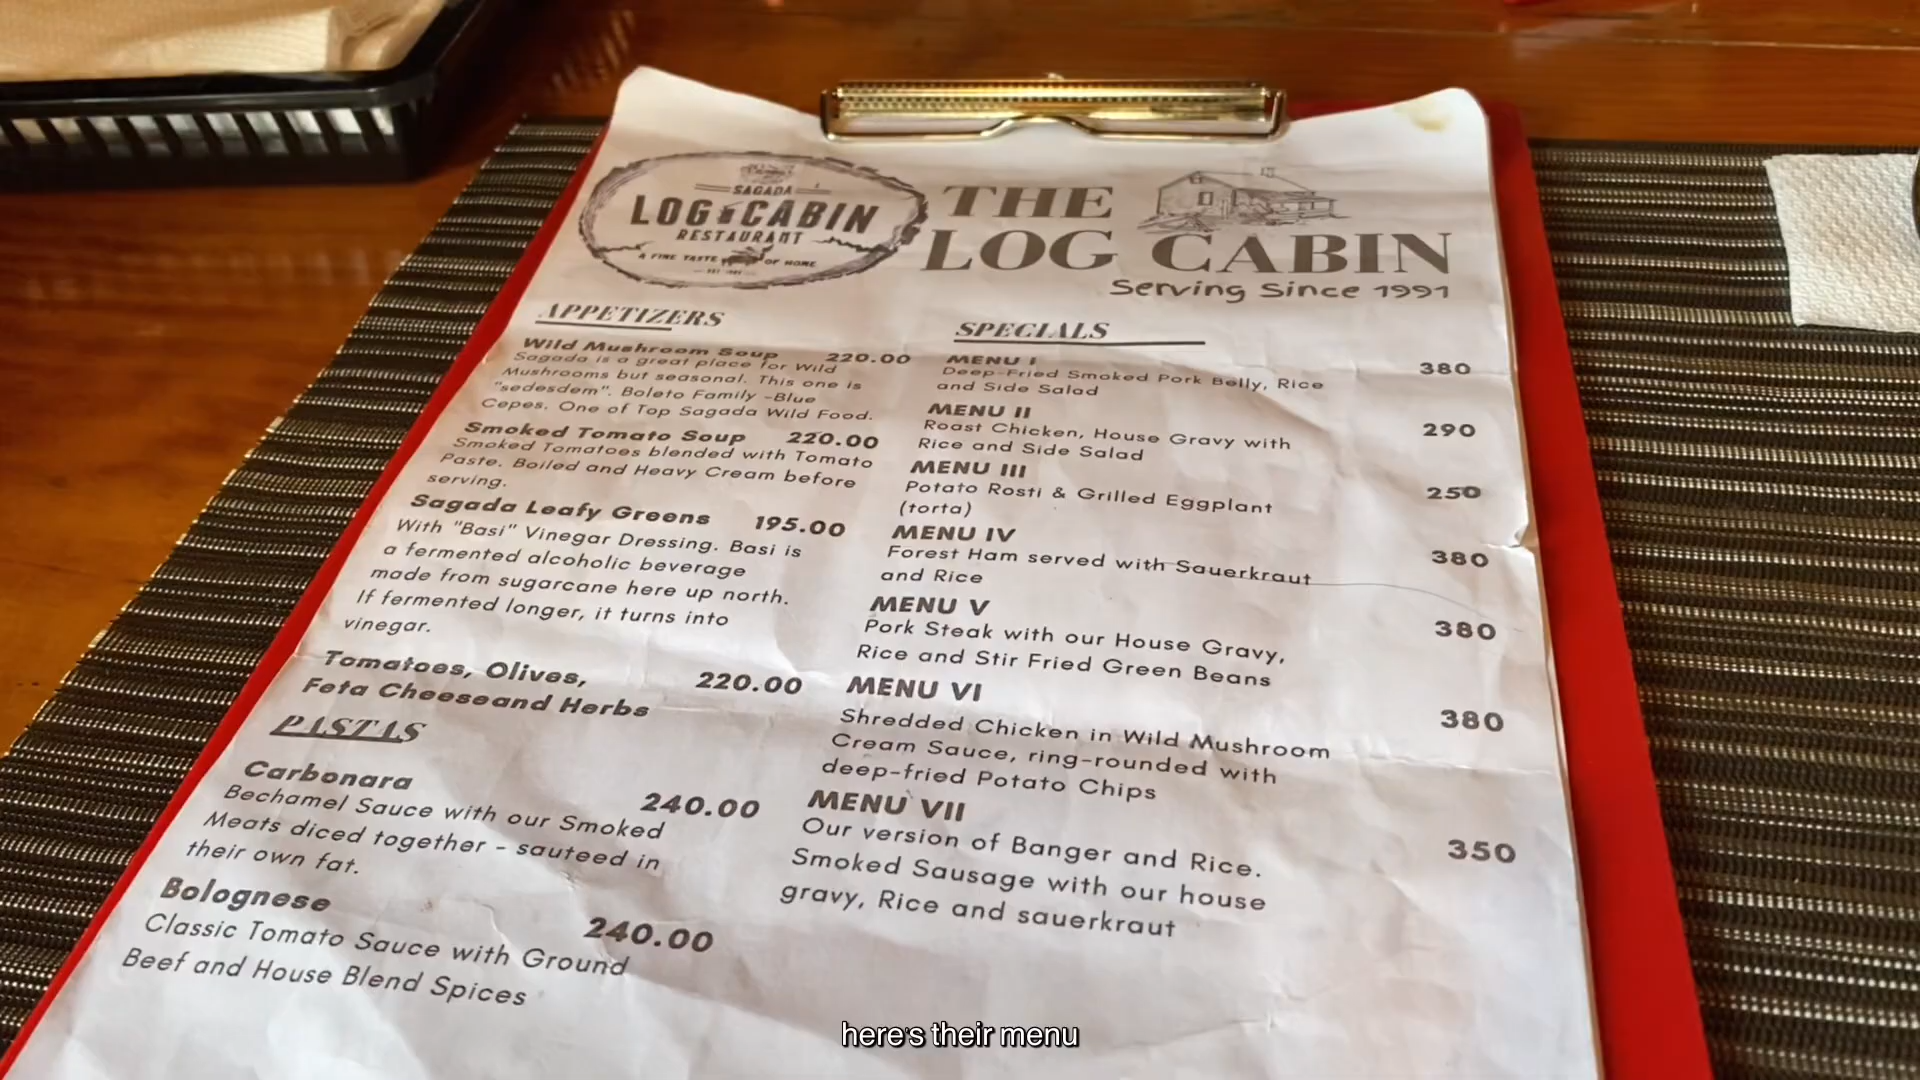 SAGADA
LOG CABIN
RESTAURANT
A FINE TASTE OF HOME
THE
LOG CABIN
Serving Since 1991
APPETIZERS
Wild Mushroom Soup 220.00
Sagada is a great place for Wild
Mushrooms but seasonal. This one is
"sedesdem". Boleto Family -Blue
Cepes. One of Top Sagada Wild Food.
Smoked Tomato Soup 220.00
Smoked Tomatoes blended with Tomato
Paste. Boiled and Heavy Cream before
serving.
Sagada Leafy Greens 195.00
With "Basi" Vinegar Dressing. Basi is
a fermented alcoholic beverage
made from sugarcane here up north.
If fermented longer, it turns into
vinegar.
Tomatoes, Olives,
Feta Cheeseand Herbs 220.00
PASTAS
Carbonara 240.00
Bechamel Sauce with our Smoked
Meats diced together - sauteed in
their own fat.
Bolognese 240.00
Classic Tomato Sauce with Ground
Beef and House Blend Spices
SPECIALS
MENU I 380
Deep-Fried Smoked Pork Belly, Rice
and Side Salad
MENU II 290
Roast Chicken, House Gravy with
Rice and Side Salad
MENU III 250
Potato Rosti & Grilled Eggplant
(torta)
MENU IV 380
Forest Ham served with Sauerkraut
and Rice
MENU V 380
Pork Steak with our House Gravy,
Rice and Stir Fried Green Beans
MENU VI 380
Shredded Chicken in Wild Mushroom
Cream Sauce, ring-rounded with
deep-fried Potato Chips
MENU VII 350
Our version of Banger and Rice.
Smoked Sausage with our house
gravy, Rice and sauerkraut
here's their menu